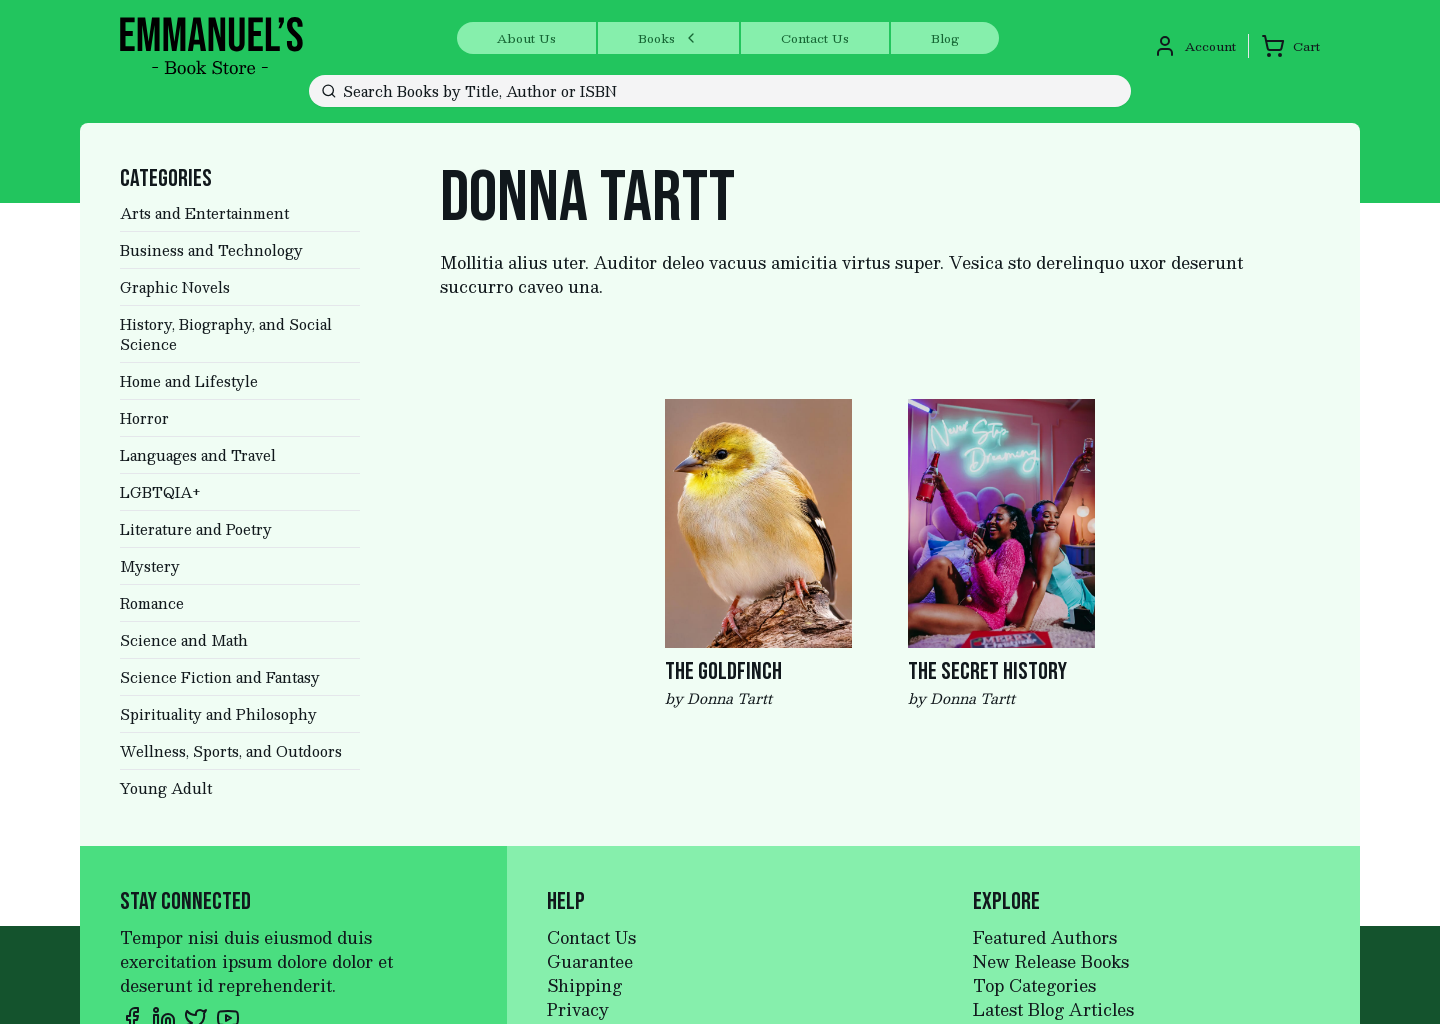 EMMANUEL'S
- Book Store -
About Us
Books
Contact Us
Blog
Account
Cart
Search Books by Title, Author or ISBN
CATEGORIES
Arts and Entertainment
Business and Technology
Graphic Novels
History, Biography, and Social
Science
Home and Lifestyle
Horror
Languages and Travel
LGBTQIA+
Literature and Poetry
Mystery
Romance
Science and Math
Science Fiction and Fantasy
Spirituality and Philosophy
Wellness, Sports, and Outdoors
Young Adult
DONNA TARTT
Mollitia alius uter. Auditor deleo vacuus amicitia virtus super. Vesica sto derelinquo uxor deserunt
succurro caveo una.
Never Stop
Dreaming
THE GOLDFINCH
by Donna Tartt
THE SECRET HISTORY
by Donna Tartt
STAY CONNECTED
Tempor nisi duis eiusmod duis
exercitation ipsum dolore dolor et
deserunt id reprehenderit.
HELP
Contact Us
Guarantee
Shipping
Privacy
EXPLORE
Featured Authors
New Release Books
Top Categories
Latest Blog Articles